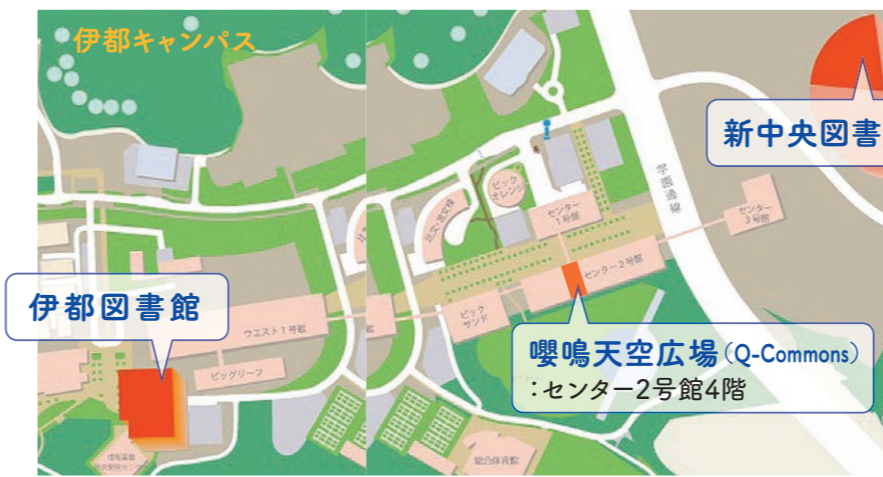 伊都キャンパス
新中央図書
学園通線
ビック
オレンジ
比文・言文棟
センター
1号館
センター
3号館
センター2号館
伊都図書館
ウエスト1号館
ビック
サンド
ビッグリーフ
嚶鳴天空広場(Q-Commons)
:センター2号館4階
総合体育館